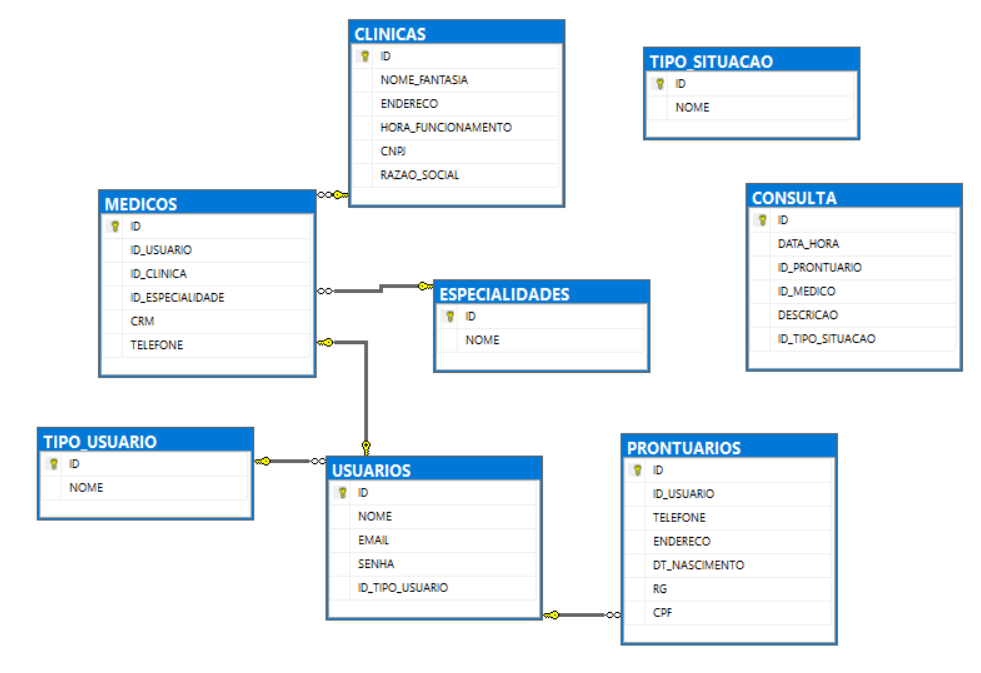 CLINICAS
ID
NOME_FANTASIA
ENDERECO
HORA_FUNCIONAMENTO
CNPJ
RAZAO_SOCIAL
TIPO_SITUACAO
ID
NOME
MEDICOS
ID
ID_USUARIO
ID_CLINICA
ID_ESPECIALIDADE
CRM
TELEFONE
CONSULTA
ID
DATA_HORA
ID_PRONTUARIO
ID_MEDICO
DESCRICAO
ID_TIPO_SITUACAO
ESPECIALIDADES
ID
NOME
TIPO_USUARIO
ID
NOME
USUARIOS
ID
NOME
EMAIL
SENHA
ID_TIPO_USUARIO
PRONTUARIOS
ID
ID_USUARIO
TELEFONE
ENDERECO
DT_NASCIMENTO
RG
CPF